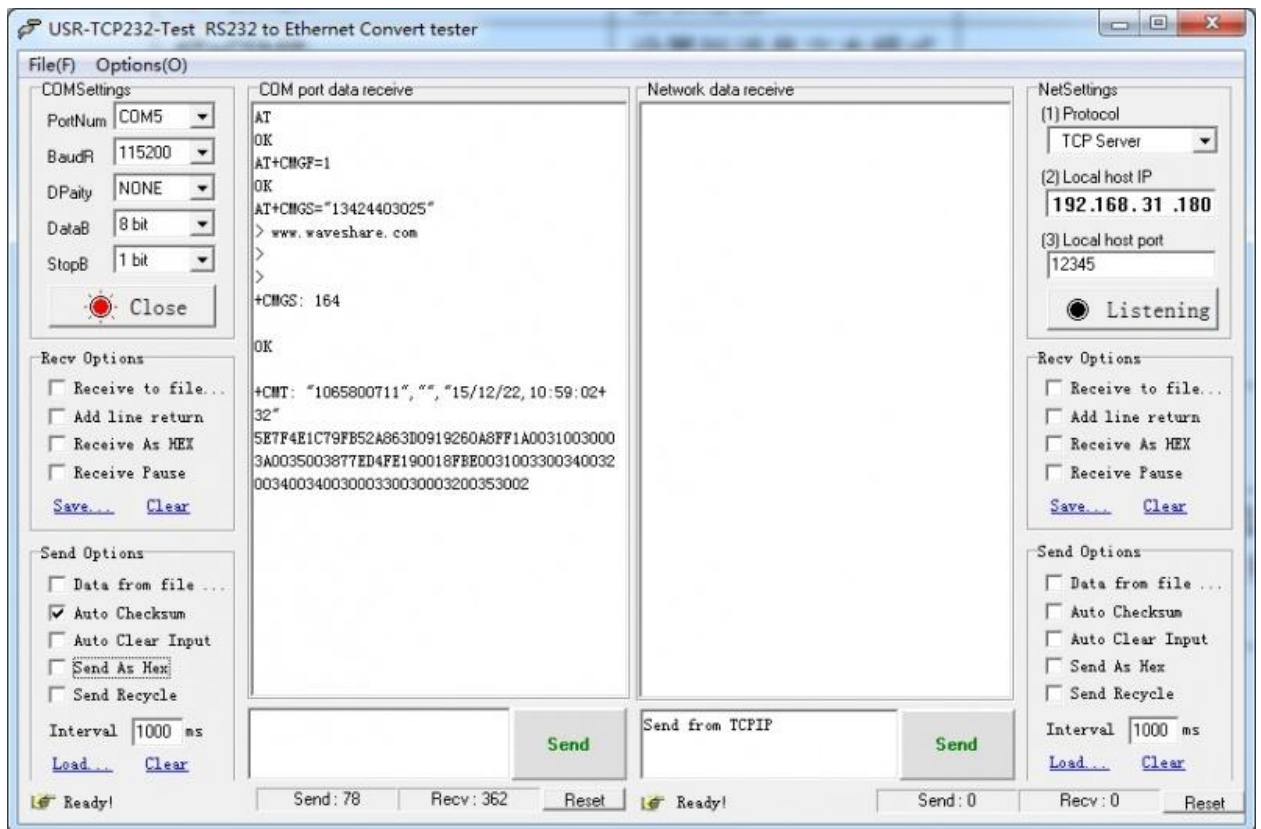 USR-TCP232-Test RS232 to Ethernet Convert tester
File(F) Options(O)
COMSettings
PortNum COM5
BaudR 115200
DPaity NONE
DataB 8 bit
StopB 1 bit
Close
Recv Options
Receive to file...
Add line return
Receive As HEX
Receive Pause
Save... Clear
Send Options
Data from file ...
Auto Checksum
Auto Clear Input
Send As Hex
Send Recycle
Interval 1000 ms
Load... Clear
Ready!
COM port data receive
AT
OK
AT+CMGF=1
OK
AT+CMGS="13424403025"
> www.waveshare.com
>
>
+CMGS: 164
OK
+CMT: "1065800711","","15/12/22,10:59:02+
32"
5E7F4E1C79FB52A863D0919260A8FF1A0031003000
3A0035003877ED4FE190018FBE0031003300340032
003400340030003300300032003530002
Send
Send : 78 Recv : 362 Reset
Network data receive
Send from TCPIP
Send
Ready!
Send : 0 Recv : 0 Reset
NetSettings
(1) Protocol
TCP Server
(2) Local host IP
192.168. 31 .180
(3) Local host port
12345
Listening
Recv Options
Receive to file...
Add line return
Receive As HEX
Receive Pause
Save... Clear
Send Options
Data from file ...
Auto Checksum
Auto Clear Input
Send As Hex
Send Recycle
Interval 1000 ms
Load... Clear